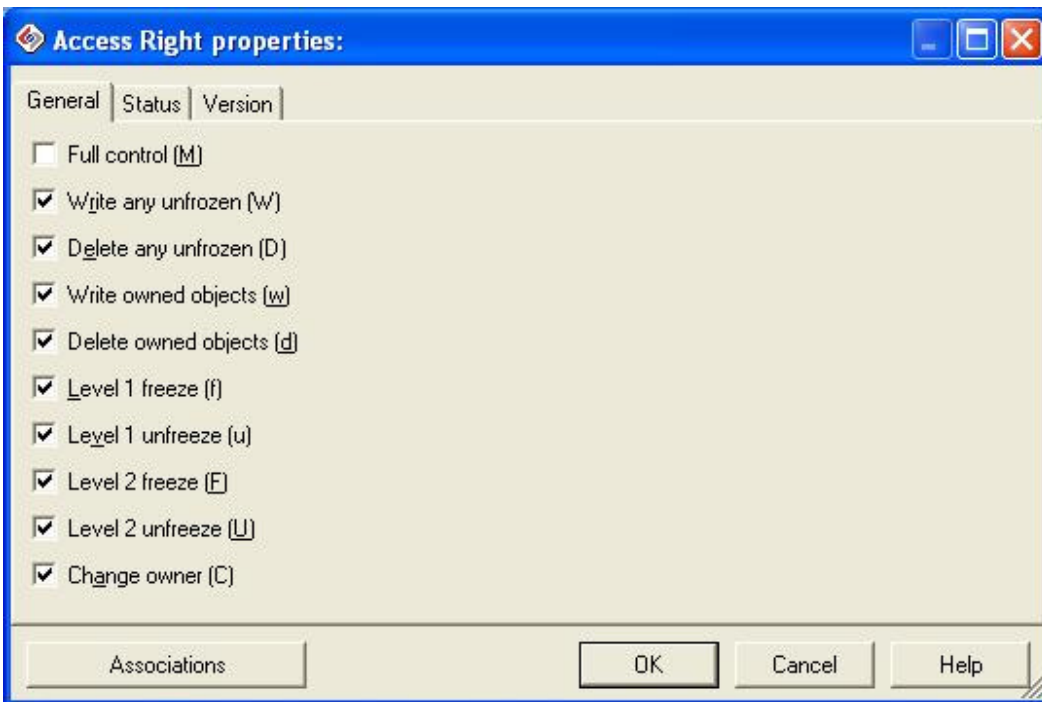 Access Right properties:
General Status Version
Full control (M)
Write any unfrozen (W)
Delete any unfrozen (D)
Write owned objects (w)
Delete owned objects (d)
Level 1 freeze (f)
Level 1 unfreeze (u)
Level 2 freeze (F)
Level 2 unfreeze (U)
Change owner (C)
Associations OK Cancel Help